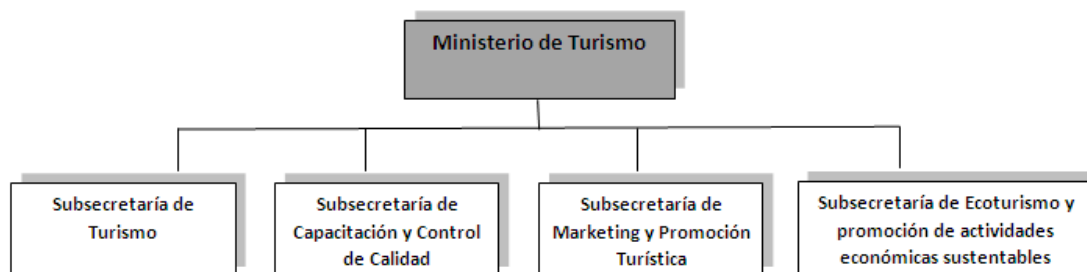 Ministerio de Turismo
Subsecretaría de
Turismo
Subsecretaría de
Capacitación y Control
de Calidad
Subsecretaría de
Marketing y Promoción
Turística
Subsecretaría de Ecoturismo y
promoción de actividades
económicas sustentables